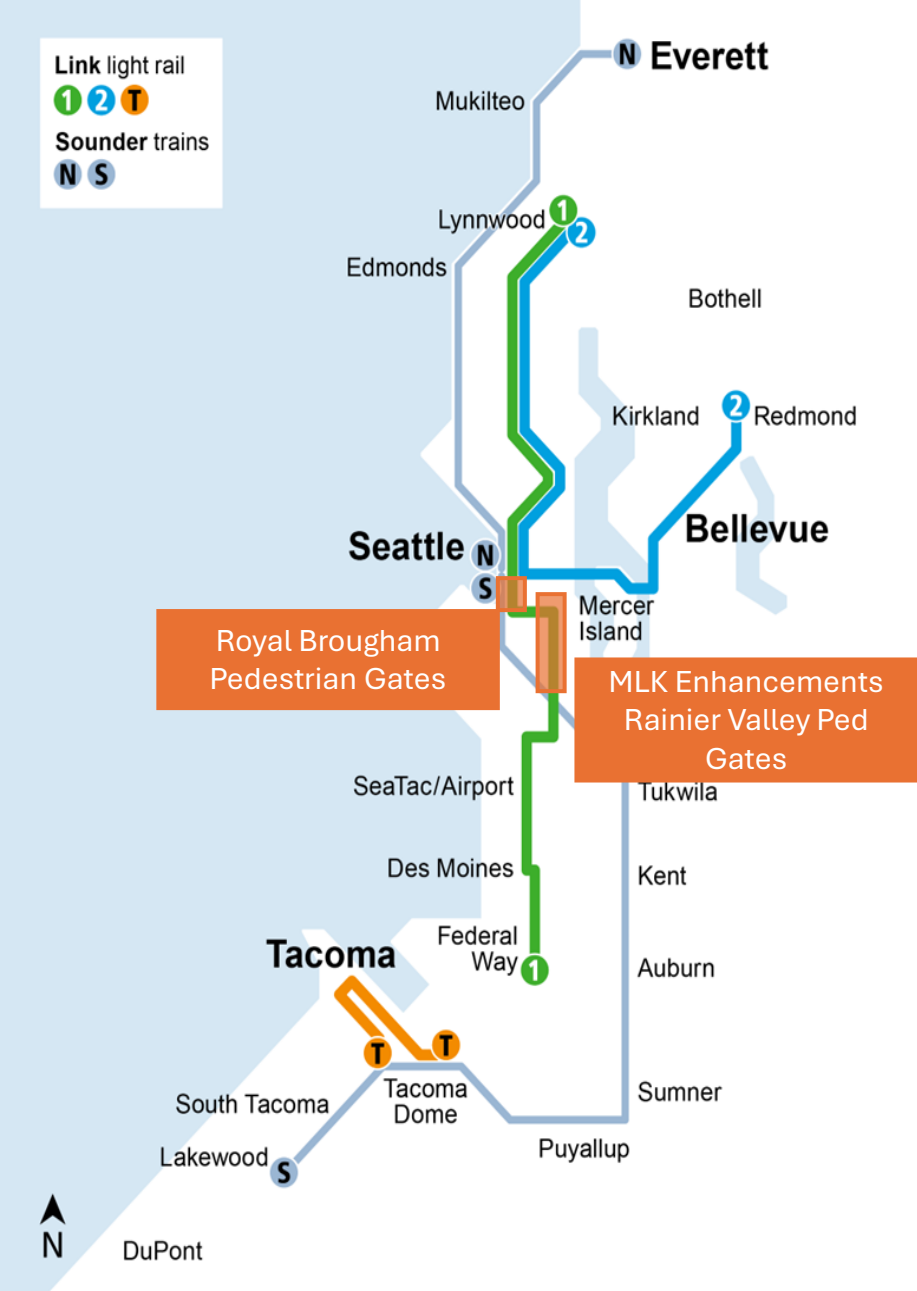 Link light rail
1 2 T
Sounder trains
N S
N Everett
Mukilteo
Lynnwood 1
2
Edmonds
Bothell
Kirkland 2 Redmond
Bellevue
Seattle N
S
Mercer
Island
Royal Brougham
Pedestrian Gates
MLK Enhancements
Rainier Valley Ped
Gates
SeaTac/Airport
Tukwila
Des Moines
Kent
Federal
Way 1
Auburn
Tacoma
T T
Tacoma
Dome
South Tacoma
Sumner
Puyallup
Lakewood S
N
DuPont